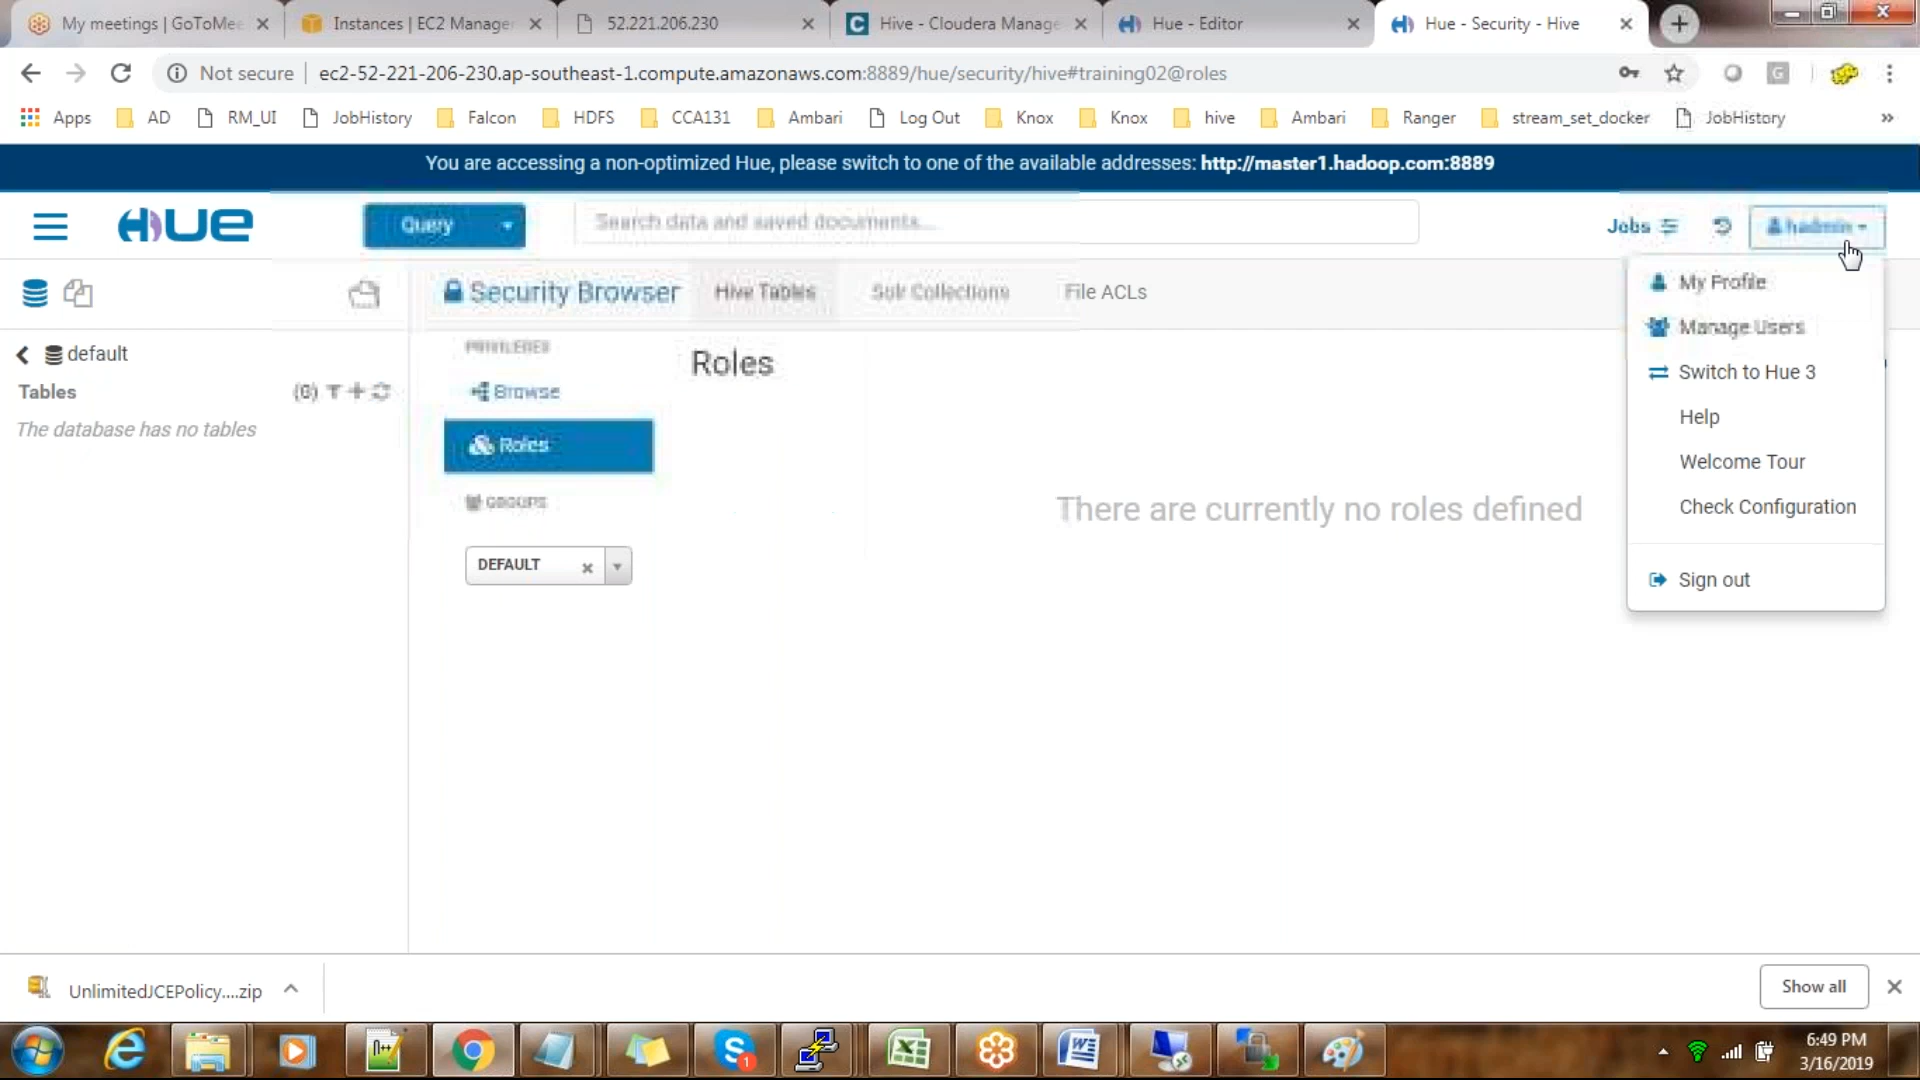 My meetings | GoToMee
Instances | EC2 Manager
52.221.206.230
Hive - Cloudera Manage
Hue - Editor
Hue - Security - Hive
Not secure
ec2-52-221-206-230.ap-southeast-1.compute.amazonaws.com:8889/hue/security/hive#training02@roles
Apps
AD
RM_UI
JobHistory
Falcon
HDFS
CCA131
Ambari
Log Out
Knox
Knox
hive
Ambari
Ranger
stream_set_docker
JobHistory
»
You are accessing a non-optimized Hue, please switch to one of the available addresses: http://master1.hadoop.com:8889
HUE
Query
Search data and saved documents...
Jobs
hadmin
Security Browser
Hive Tables
Solr Collections
File ACLs
My Profile
Manage Users
Switch to Hue 3
Help
Welcome Tour
Check Configuration
Sign out
default
Tables
(0)
The database has no tables
PRIVILEGES
Browse
Roles
GROUPS
DEFAULT
Roles
There are currently no roles defined
UnlimitedJCEPolicy....zip
Show all
6:49 PM
3/16/2019